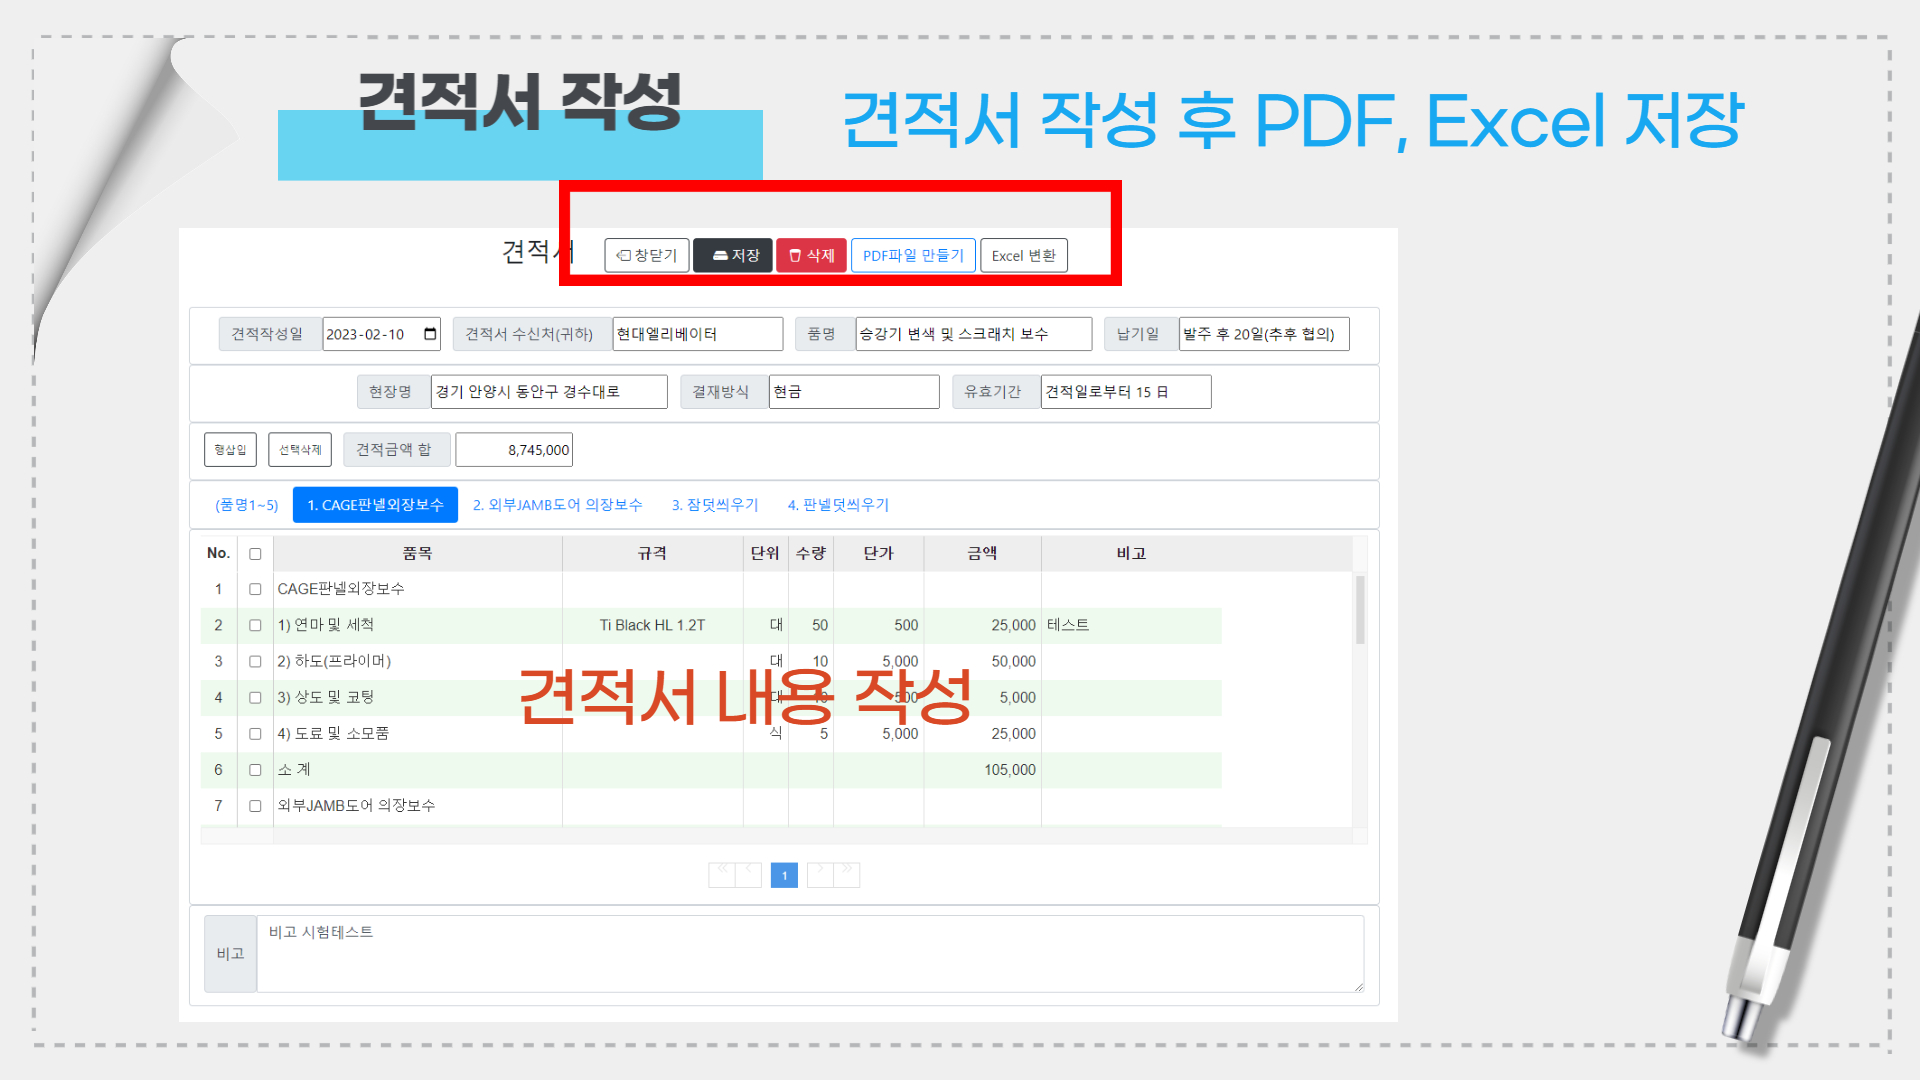 견적서 작성
견적서 작성 후 PDF, Excel 저장
견적서 창닫기 저장 삭제 PDF파일 만들기 Excel 변환
견적작성일 2023-02-10 견적서 수신처(귀하) 현대엘리베이터 품명 승강기 변색 및 스크래치 보수 납기일 발주 후 20일(추후 협의)
현장명 경기 안양시 동안구 경수대로 결재방식 현금 유효기간 견적일로부터 15 日
행삽입 선택삭제 견적금액 합 8,745,000
(품명1~5) 1. CAGE판넬외장보수 2. 외부JAMB도어 의장보수 3. 잠덧씌우기 4. 판넬덧씌우기
No. 품목 규격 단위 수량 단가 금액 비고
1 CAGE판넬외장보수
2 1) 연마 및 세척 Ti Black HL 1.2T 대 50 500 25,000 테스트
3 2) 하도(프라이머) 대 10 5,000 50,000
4 3) 상도 및 코팅 대 10 500 5,000
견적서 내용 작성
5 4) 도료 및 소모품 식 5 5,000 25,000
6 소 계 105,000
7 외부JAMB도어 의장보수
1
비고 비고 시험테스트